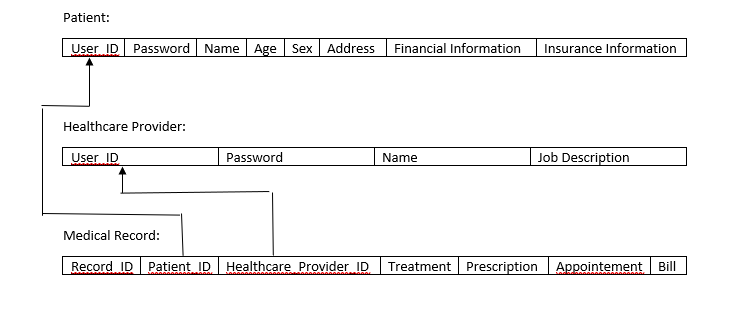 Patient:
User_ID Password Name Age Sex Address Financial Information Insurance Information
Healthcare Provider:
User_ID Password Name Job Description
Medical Record:
Record_ID Patient_ID Healthcare_Provider_ID Treatment Prescription Appointement Bill